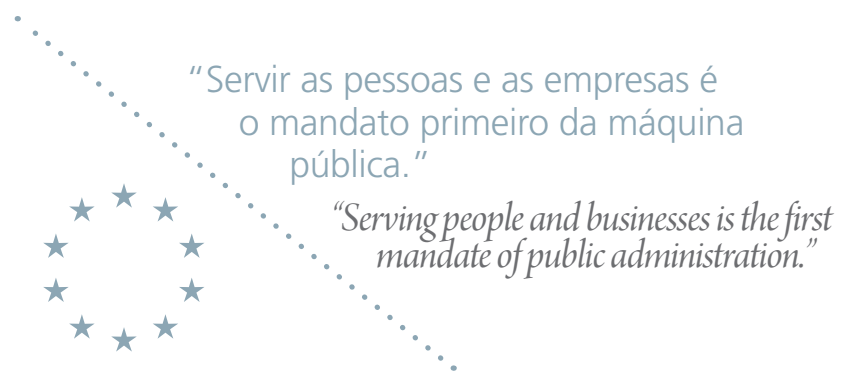 “Servir as pessoas e as empresas é
o mandato primeiro da máquina
pública.”
“Serving people and businesses is the first
mandate of public administration.”